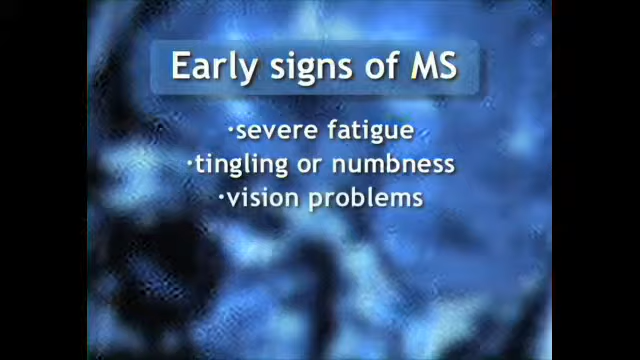 Early signs of MS
·severe fatigue
·tingling or numbness
·vision problems